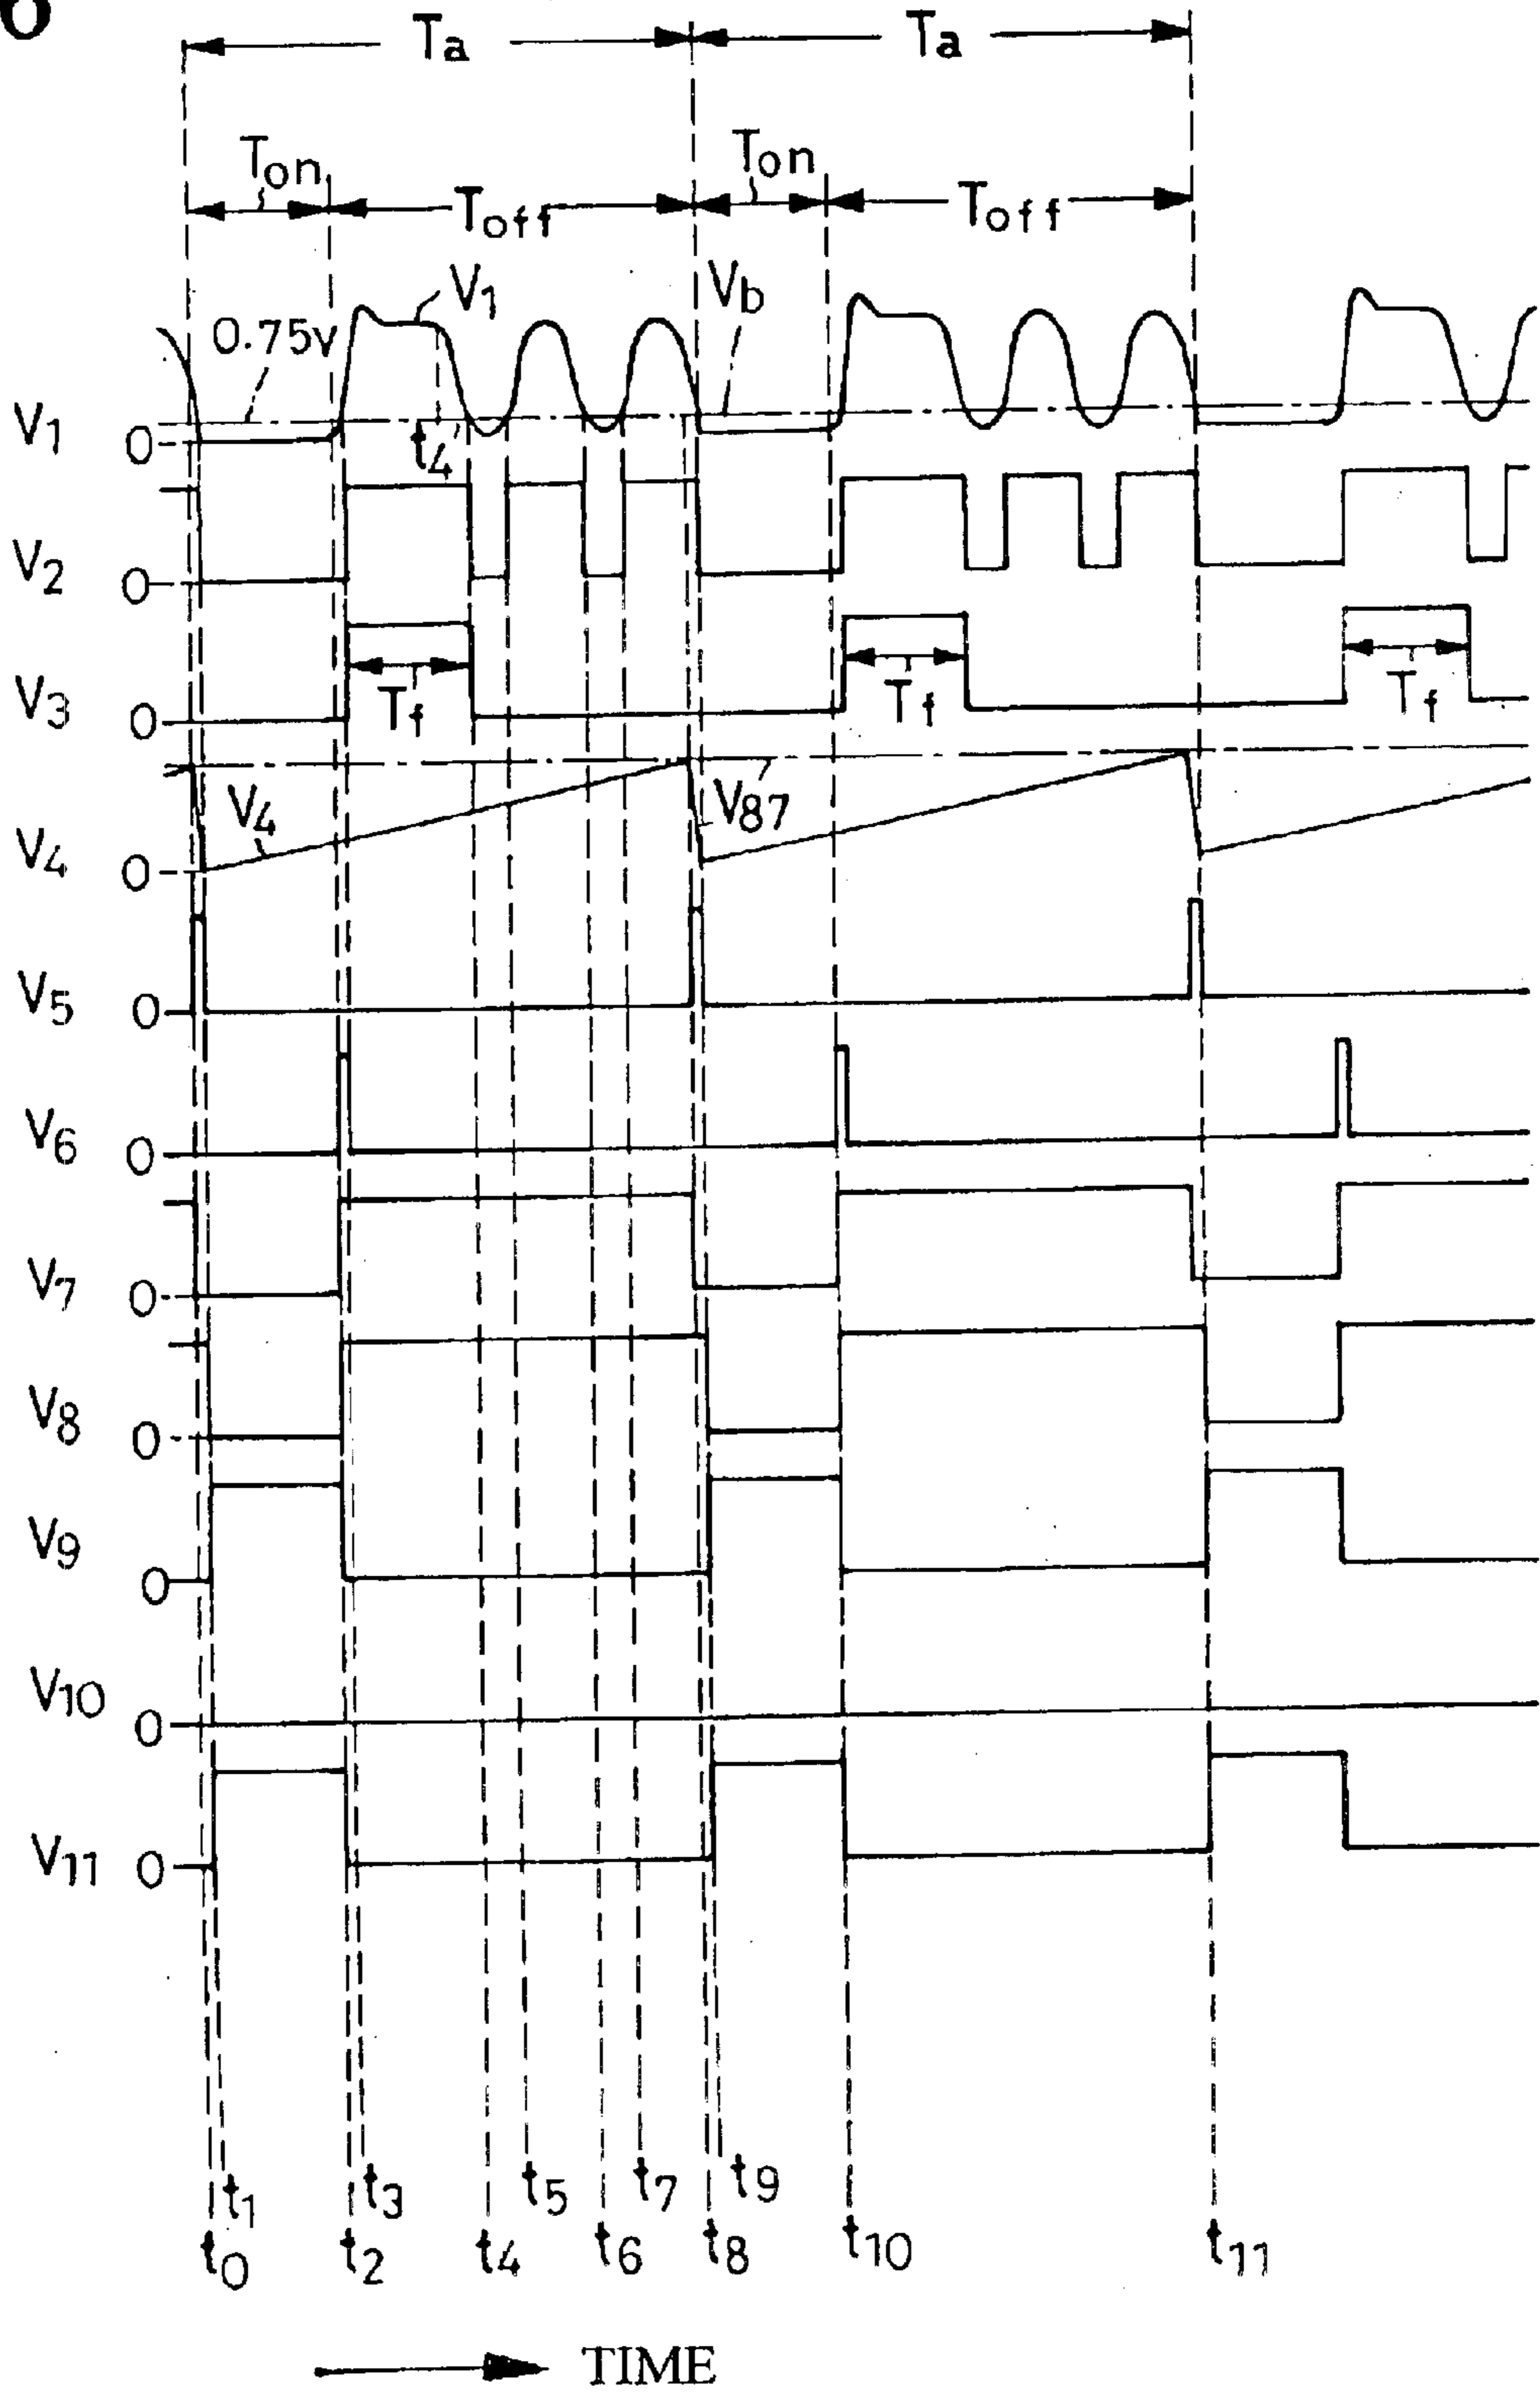 6
Ta Ta
Ton Toff Ton Toff
V1 Vb
0.75v
V1 0
t4'
V2 0
V3 0 Tf Tf Tf
V4 V87
V4 0
V5 0
V6 0
V7 0
V8 0
V9 0
V10 0
V11 0
t1 t3 t5 t7 t9
t0 t2 t4 t6 t8 t10 t11
TIME